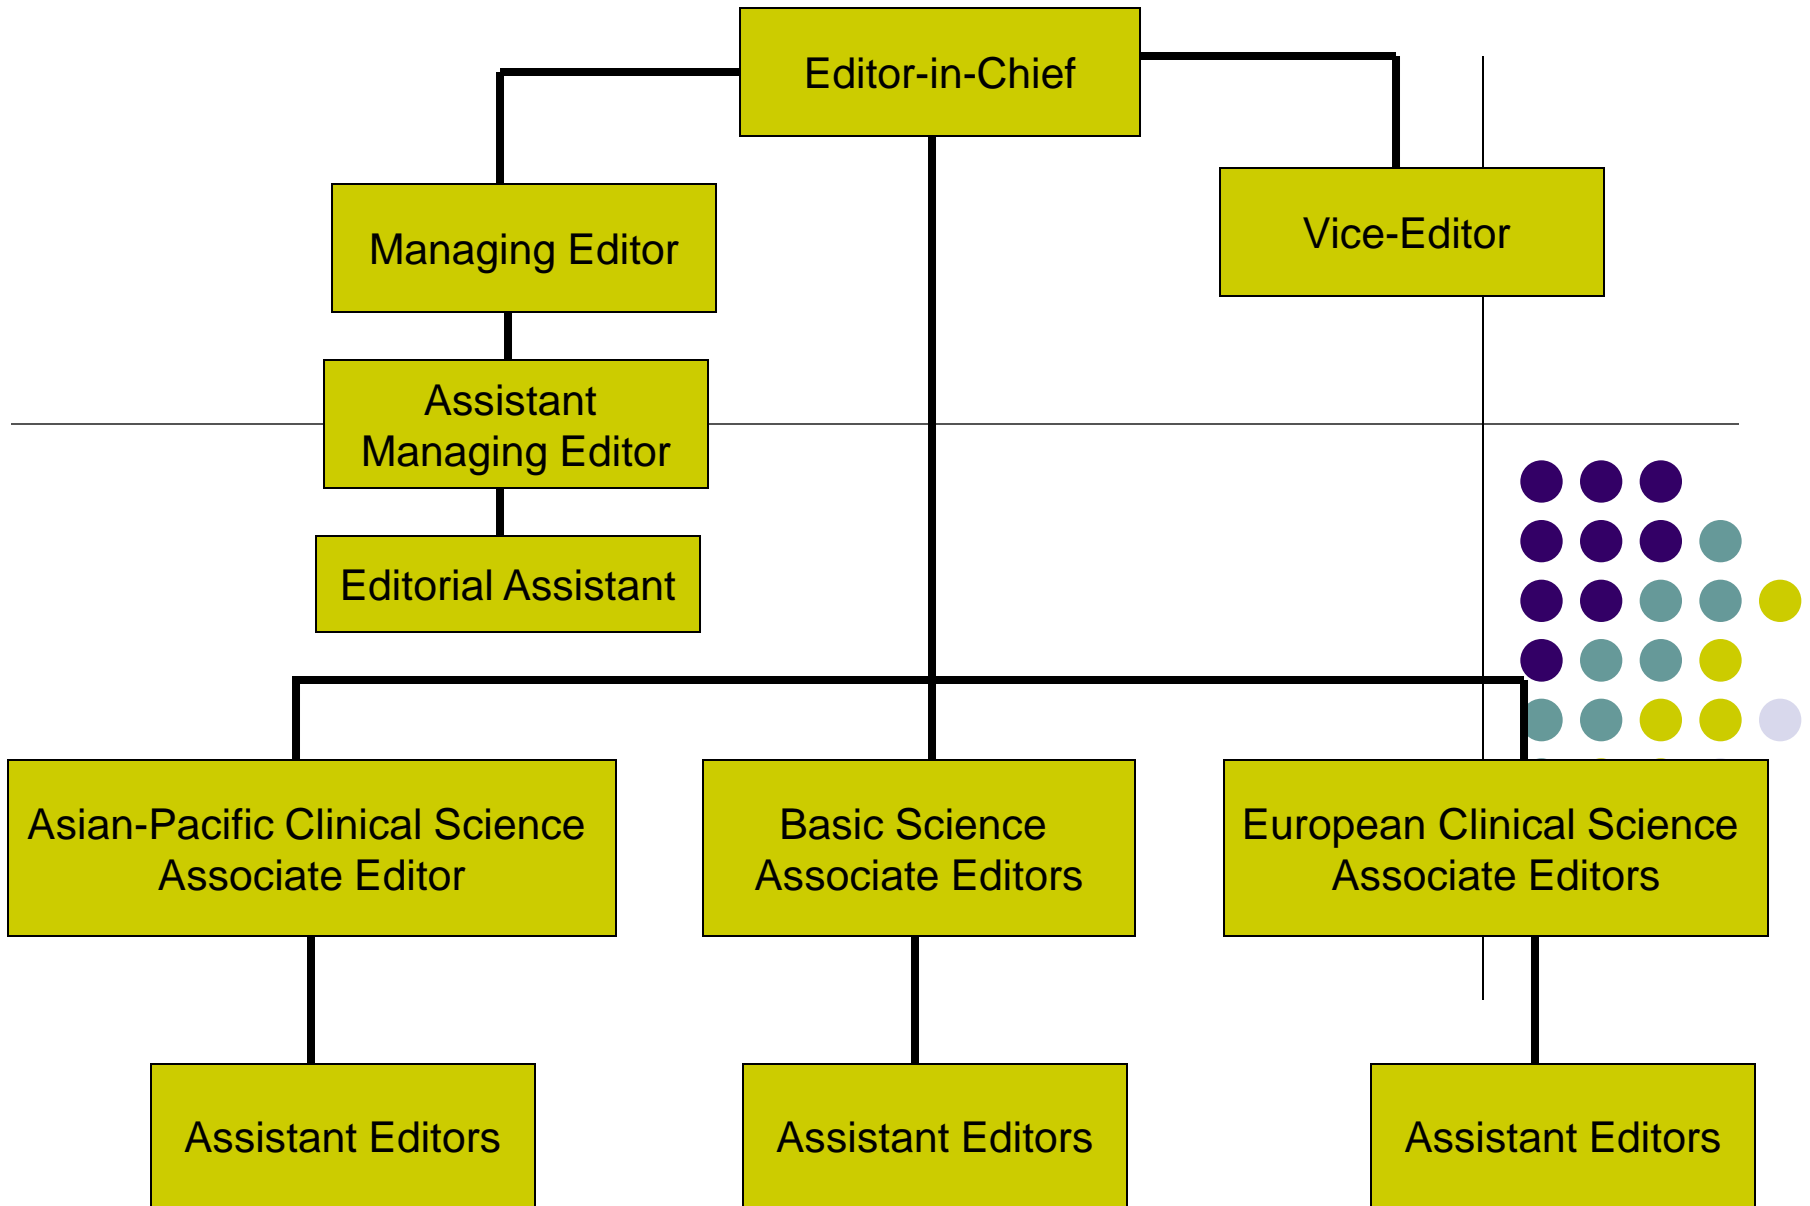 Editor-in-Chief
Managing Editor
Vice-Editor
Assistant
Managing Editor
Editorial Assistant
Asian-Pacific Clinical Science
Associate Editor
Basic Science
Associate Editors
European Clinical Science
Associate Editors
Assistant Editors
Assistant Editors
Assistant Editors